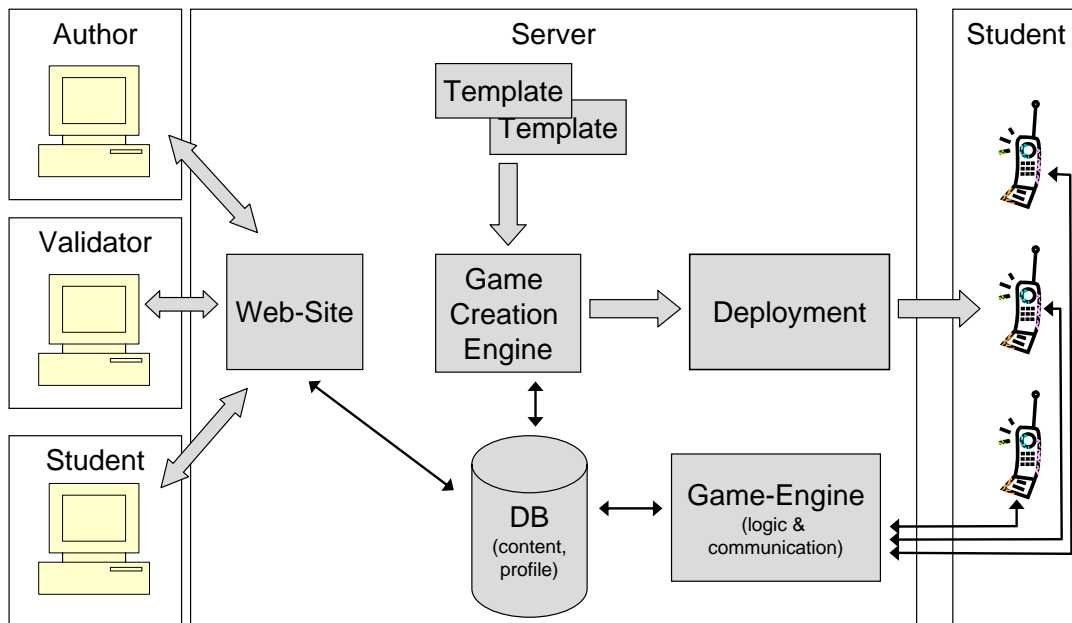 Author
Server
Student
Template
Template
Validator
Web-Site
Game
Creation
Engine
Deployment
Student
DB
(content,
profile)
Game-Engine
(logic &
communication)